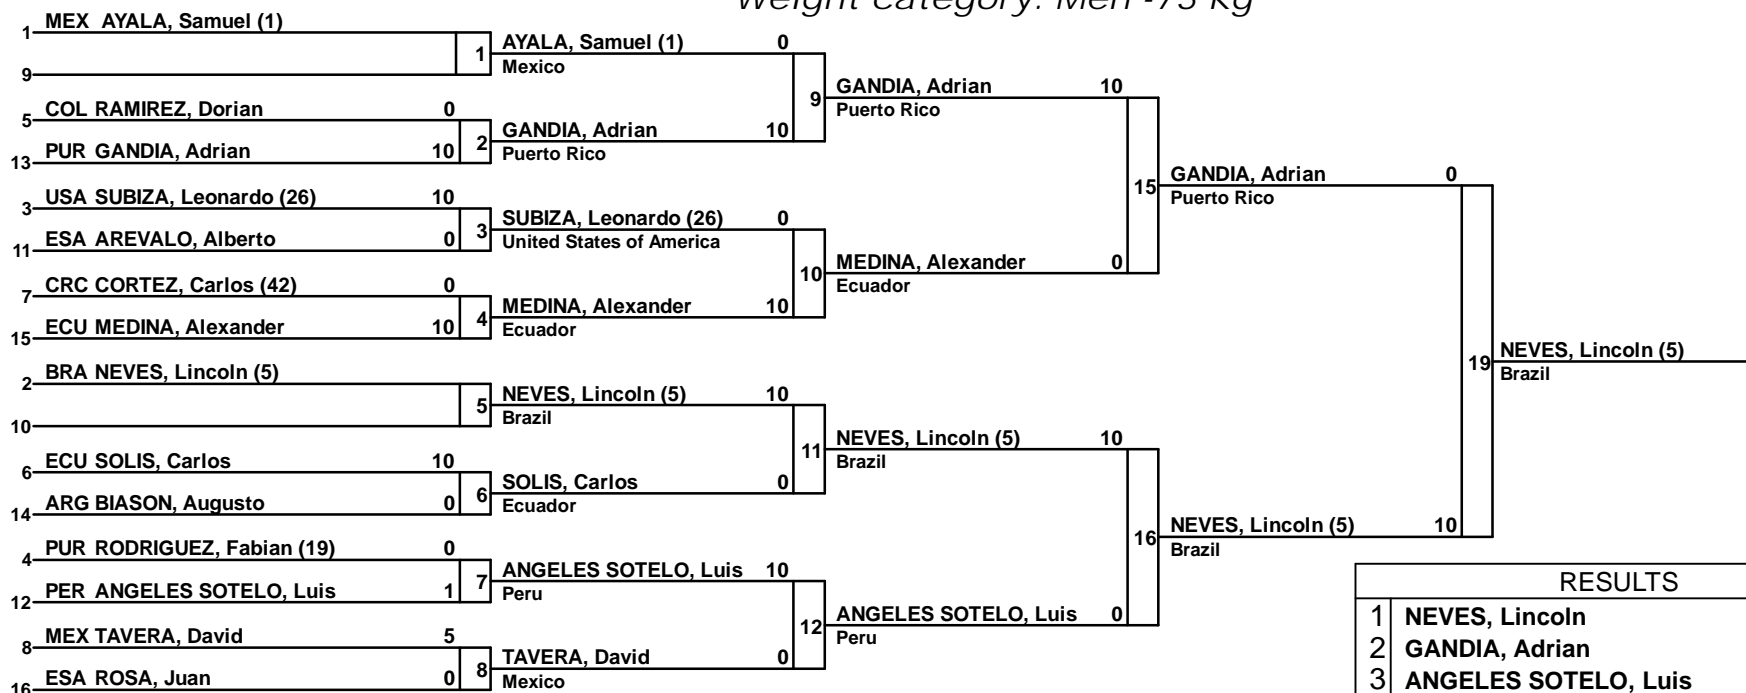 Weight category: Men -73 Kg
1 MEX AYALA, Samuel (1)
9
1 AYALA, Samuel (1) 0
Mexico
5 COL RAMIREZ, Dorian 0
13 PUR GANDIA, Adrian 10
2 GANDIA, Adrian 10
Puerto Rico
9 GANDIA, Adrian 10
Puerto Rico
3 USA SUBIZA, Leonardo (26) 10
11 ESA AREVALO, Alberto 0
3 SUBIZA, Leonardo (26) 0
United States of America
7 CRC CORTEZ, Carlos (42) 0
15 ECU MEDINA, Alexander 10
4 MEDINA, Alexander 10
Ecuador
10 MEDINA, Alexander 0
Ecuador
15 GANDIA, Adrian 0
Puerto Rico
2 BRA NEVES, Lincoln (5)
10
5 NEVES, Lincoln (5) 10
Brazil
6 ECU SOLIS, Carlos 10
14 ARG BIASON, Augusto 0
6 SOLIS, Carlos 0
Ecuador
11 NEVES, Lincoln (5) 10
Brazil
4 PUR RODRIGUEZ, Fabian (19) 0
12 PER ANGELES SOTELO, Luis 1
7 ANGELES SOTELO, Luis 10
Peru
8 MEX TAVERA, David 5
16 ESA ROSA, Juan 0
8 TAVERA, David 0
Mexico
12 ANGELES SOTELO, Luis 0
Peru
16 NEVES, Lincoln (5) 10
Brazil
19 NEVES, Lincoln (5)
Brazil
RESULTS
1 NEVES, Lincoln
2 GANDIA, Adrian
3 ANGELES SOTELO, Luis